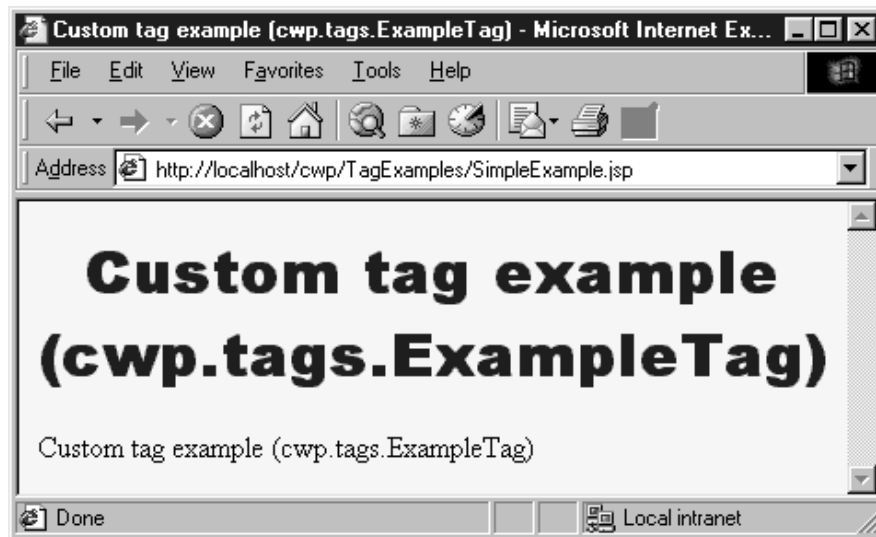 Custom tag example (cwp.tags.ExampleTag) - Microsoft Internet Ex...
File Edit View Favorites Tools Help
Address http://localhost/cwp/TagExamples/SimpleExample.jsp
Custom tag example
(cwp.tags.ExampleTag)
Custom tag example (cwp.tags.ExampleTag)
Done Local intranet